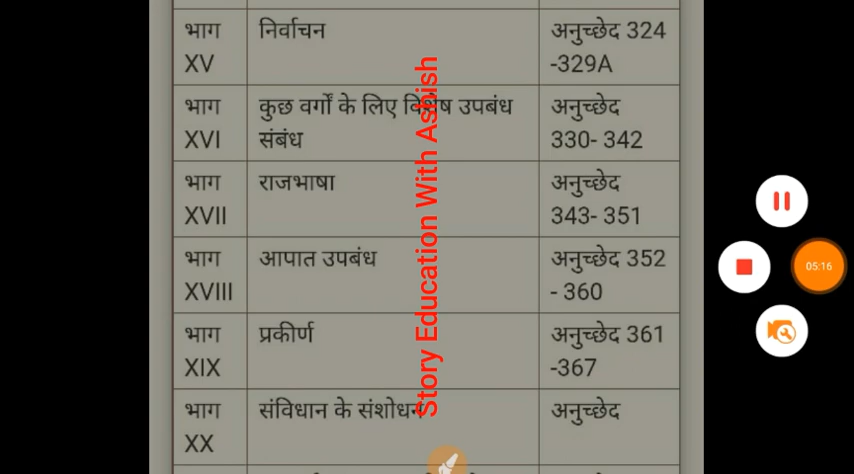 भाग
XV
निर्वाचन
अनुच्छेद 324
-329A
भाग
XVI
कुछ वर्गों के लिए विशेष उपबंध
संबंध
अनुच्छेद
330- 342
भाग
XVII
राजभाषा
अनुच्छेद
343- 351
भाग
XVIII
आपात उपबंध
अनुच्छेद 352
- 360
भाग
XIX
प्रकीर्ण
अनुच्छेद 361
-367
भाग
XX
संविधान के संशोधन
अनुच्छेद
Story Education With Ashish
05:16